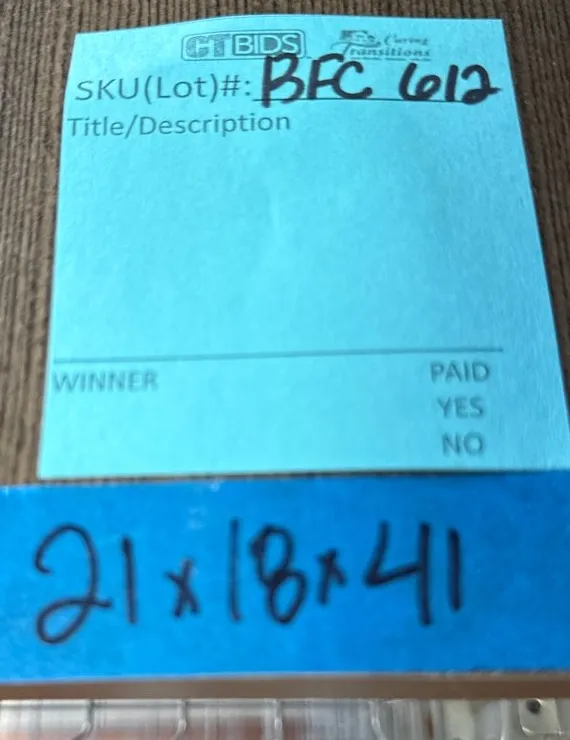 CTBIDS Caring Transitions
SKU(Lot)#: BFC 612
Title/Description
WINNER PAID
YES
NO
21x18x41